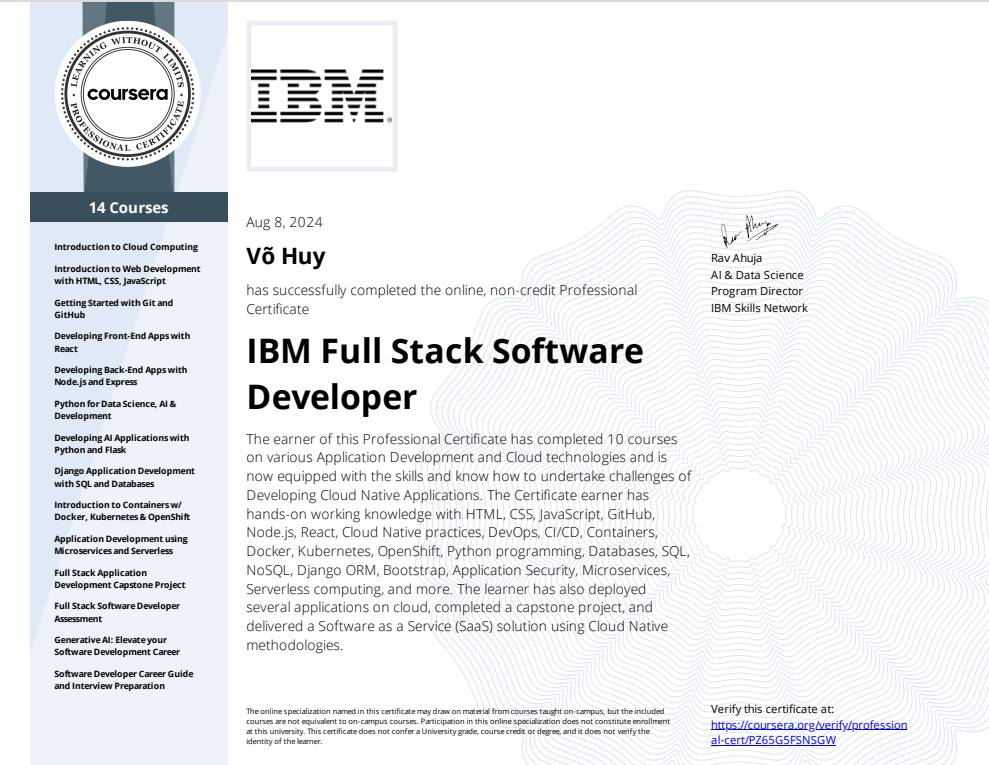 LEARNING WITHOUT LIMITS
coursera
PROFESSIONAL CERTIFICATE
14 Courses
Introduction to Cloud Computing
Introduction to Web Development
with HTML, CSS, JavaScript
Getting Started with Git and
GitHub
Developing Front-End Apps with
React
Developing Back-End Apps with
Node.js and Express
Python for Data Science, AI &
Development
Developing AI Applications with
Python and Flask
Django Application Development
with SQL and Databases
Introduction to Containers w/
Docker, Kubernetes & OpenShift
Application Development using
Microservices and Serverless
Full Stack Application
Development Capstone Project
Full Stack Software Developer
Assessment
Generative AI: Elevate your
Software Development Career
Software Developer Career Guide
and Interview Preparation
IBM®
Aug 8, 2024
Võ Huy
has successfully completed the online, non-credit Professional
Certificate
IBM Full Stack Software
Developer
The earner of this Professional Certificate has completed 10 courses
on various Application Development and Cloud technologies and is
now equipped with the skills and know how to undertake challenges of
Developing Cloud Native Applications. The Certificate earner has
hands-on working knowledge with HTML, CSS, JavaScript, GitHub,
Node.js, React, Cloud Native practices, DevOps, CI/CD, Containers,
Docker, Kubernetes, OpenShift, Python programming, Databases, SQL,
NoSQL, Django ORM, Bootstrap, Application Security, Microservices,
Serverless computing, and more. The learner has also deployed
several applications on cloud, completed a capstone project, and
delivered a Software as a Service (SaaS) solution using Cloud Native
methodologies.
The online specialization named in this certificate may draw on material from courses taught on-campus, but the included
courses are not equivalent to on-campus courses. Participation in this online specialization does not constitute enrollment
at this university. This certificate does not confer a University grade, course credit or degree, and it does not verify the
identity of the learner.
Rav Ahuja
Rav Ahuja
AI & Data Science
Program Director
IBM Skills Network
Verify this certificate at:
https://coursera.org/verify/profession
al-cert/PZ65G5FSNSGW